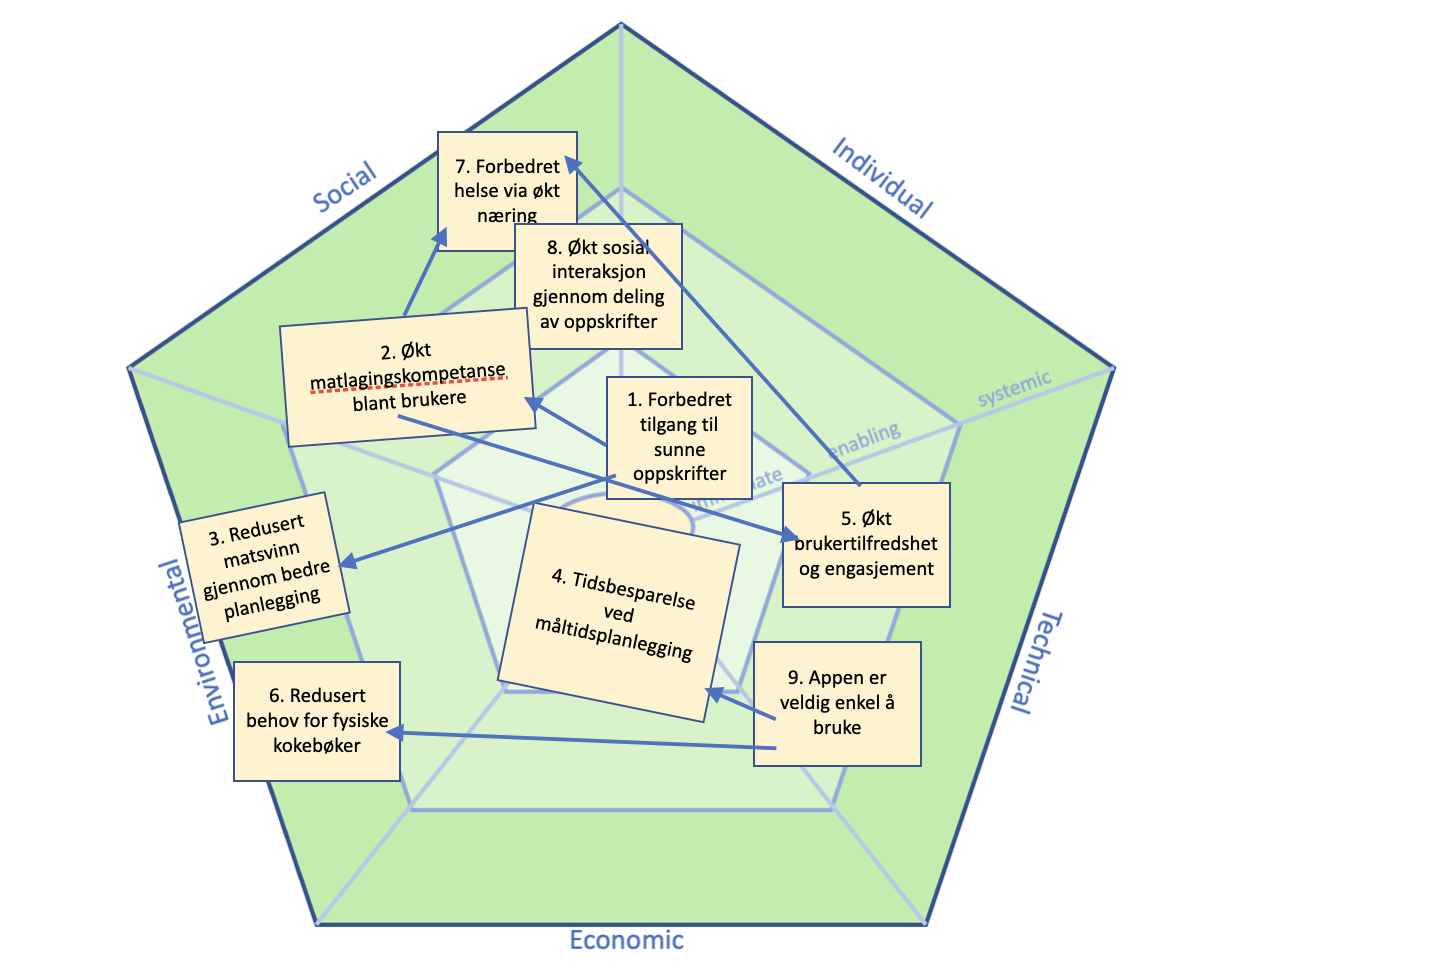 Social
Individual
7. Forbedret
helse via økt
næring
8. Økt sosial
interaksjon
gjennom deling
av oppskrifter
2. Økt
matlagingskompetanse
blant brukere
systemic
enabling
1. Forbedret
tilgang til
sunne
oppskrifter
3. Redusert
matsvinn
gjennom bedre
planlegging
4. Tidsbesparelse
ved
måltidsplanlegging
5. Økt
brukertilfredshet
og engasjement
Environmental
Technical
6. Redusert
behov for fysiske
kokebøker
9. Appen er
veldig enkel å
bruke
Economic